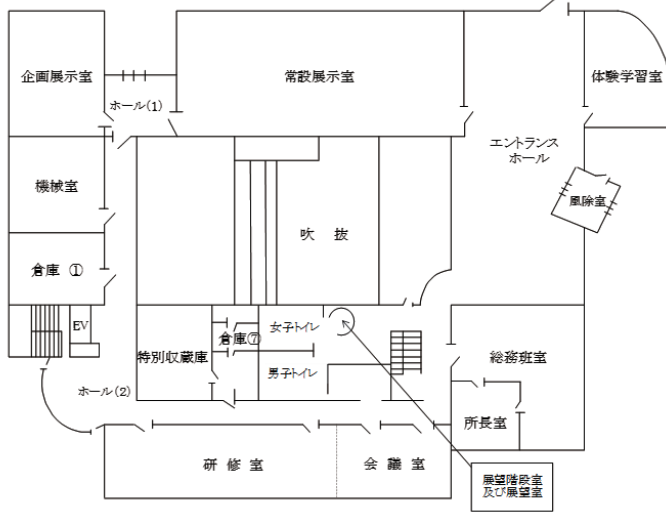 企画展示室
常設展示室
体験学習室
ホール(1)
エントランス
ホール
機械室
風除室
吹 抜
倉庫 ①
EV
女子トイレ
倉庫⑦
特別収蔵庫
総務班室
男子トイレ
ホール(2)
所長室
研 修 室
会 議 室
展望階段室
及び展望室